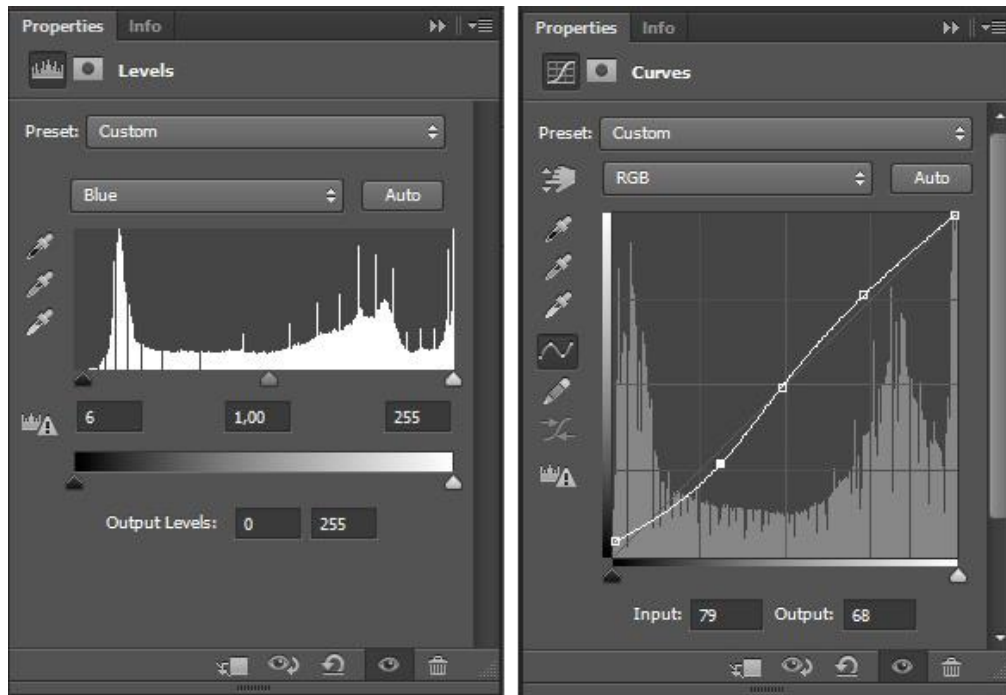 Properties Info
Levels
Preset: Custom
Blue Auto
6 1,00 255
Output Levels: 0 255
Properties Info
Curves
Preset: Custom
RGB Auto
Input: 79 Output: 68